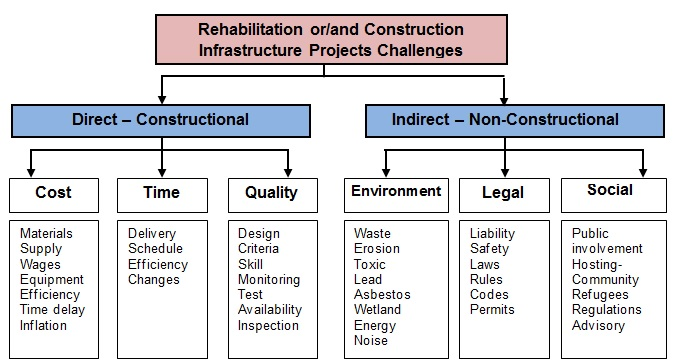 Rehabilitation or/and Construction
Infrastructure Projects Challenges
Direct – Constructional
Indirect – Non-Constructional
Cost
Time
Quality
Environment
Legal
Social
Materials
Supply
Wages
Equipment
Efficiency
Time delay
Inflation
Delivery
Schedule
Efficiency
Changes
Design
Criteria
Skill
Monitoring
Test
Availability
Inspection
Waste
Erosion
Toxic
Lead
Asbestos
Wetland
Energy
Noise
Liability
Safety
Laws
Rules
Codes
Permits
Public
involvement
Hosting-
Community
Refugees
Regulations
Advisory